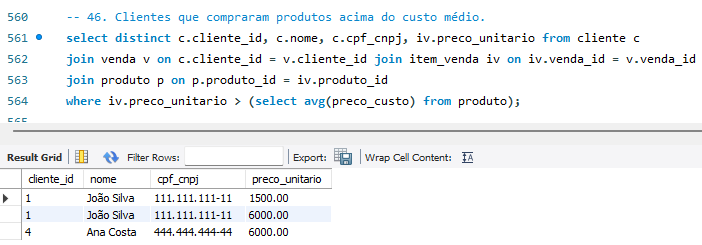 560 -- 46. Clientes que compraram produtos acima do custo médio.
561 select distinct c.cliente_id, c.nome, c.cpf_cnpj, iv.preco_unitario from cliente c
562 join venda v on c.cliente_id = v.cliente_id join item_venda iv on iv.venda_id = v.venda_id
563 join produto p on p.produto_id = iv.produto_id
564 where iv.preco_unitario > (select avg(preco_custo) from produto);
565
Result Grid Filter Rows: Export: Wrap Cell Content: IA
cliente_id nome cpf_cnpj preco_unitario
1 João Silva 111.111.111-11 1500.00
1 João Silva 111.111.111-11 6000.00
4 Ana Costa 444.444.444-44 6000.00